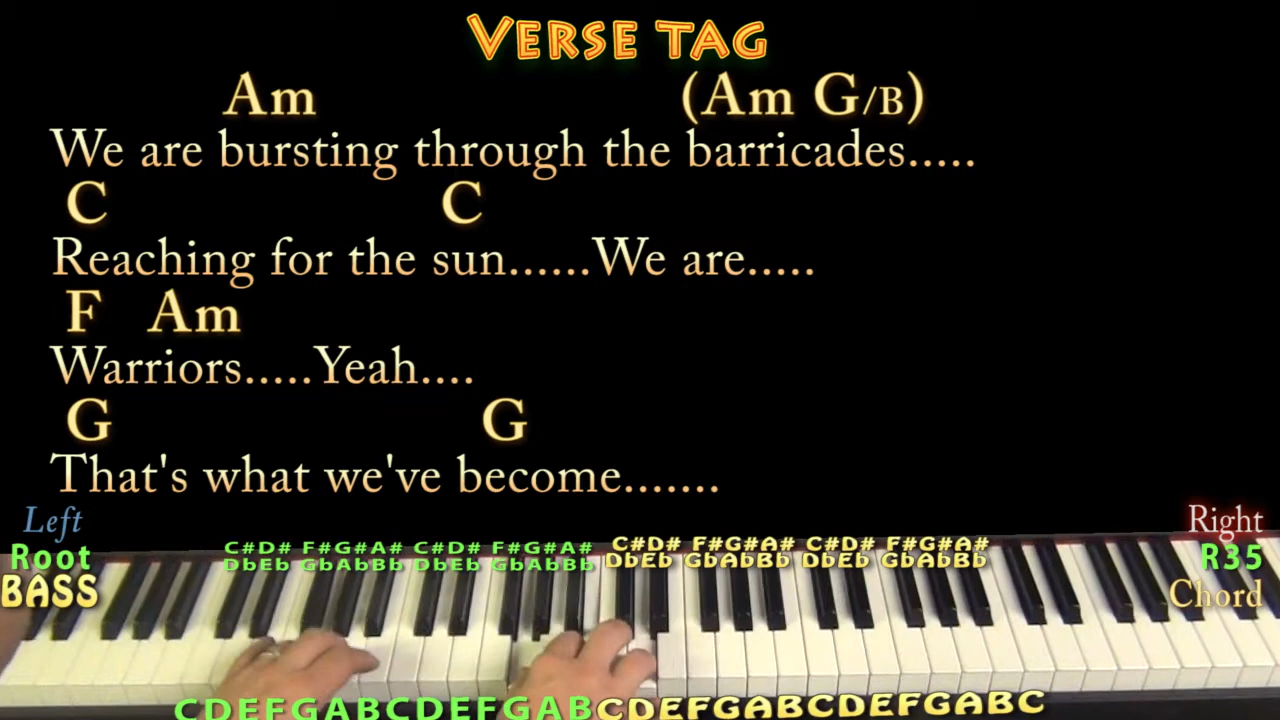 VERSE TAG
Am (Am G/B)
We are bursting through the barricades.....
C C
Reaching for the sun......We are.....
F Am
Warriors.....Yeah....
G G
That's what we've become.......
Left Right
Root R35
BASS Chord
C#D# F#G#A# C#D# F#G#A# C#D# F#G#A# C#D# F#G#A#
DbEb GbAbBb DbEb GbAbBb DbEb GbAbBb DbEb GbAbBb
CDEFGABCDEFGABCDEFGABCDEFGABC